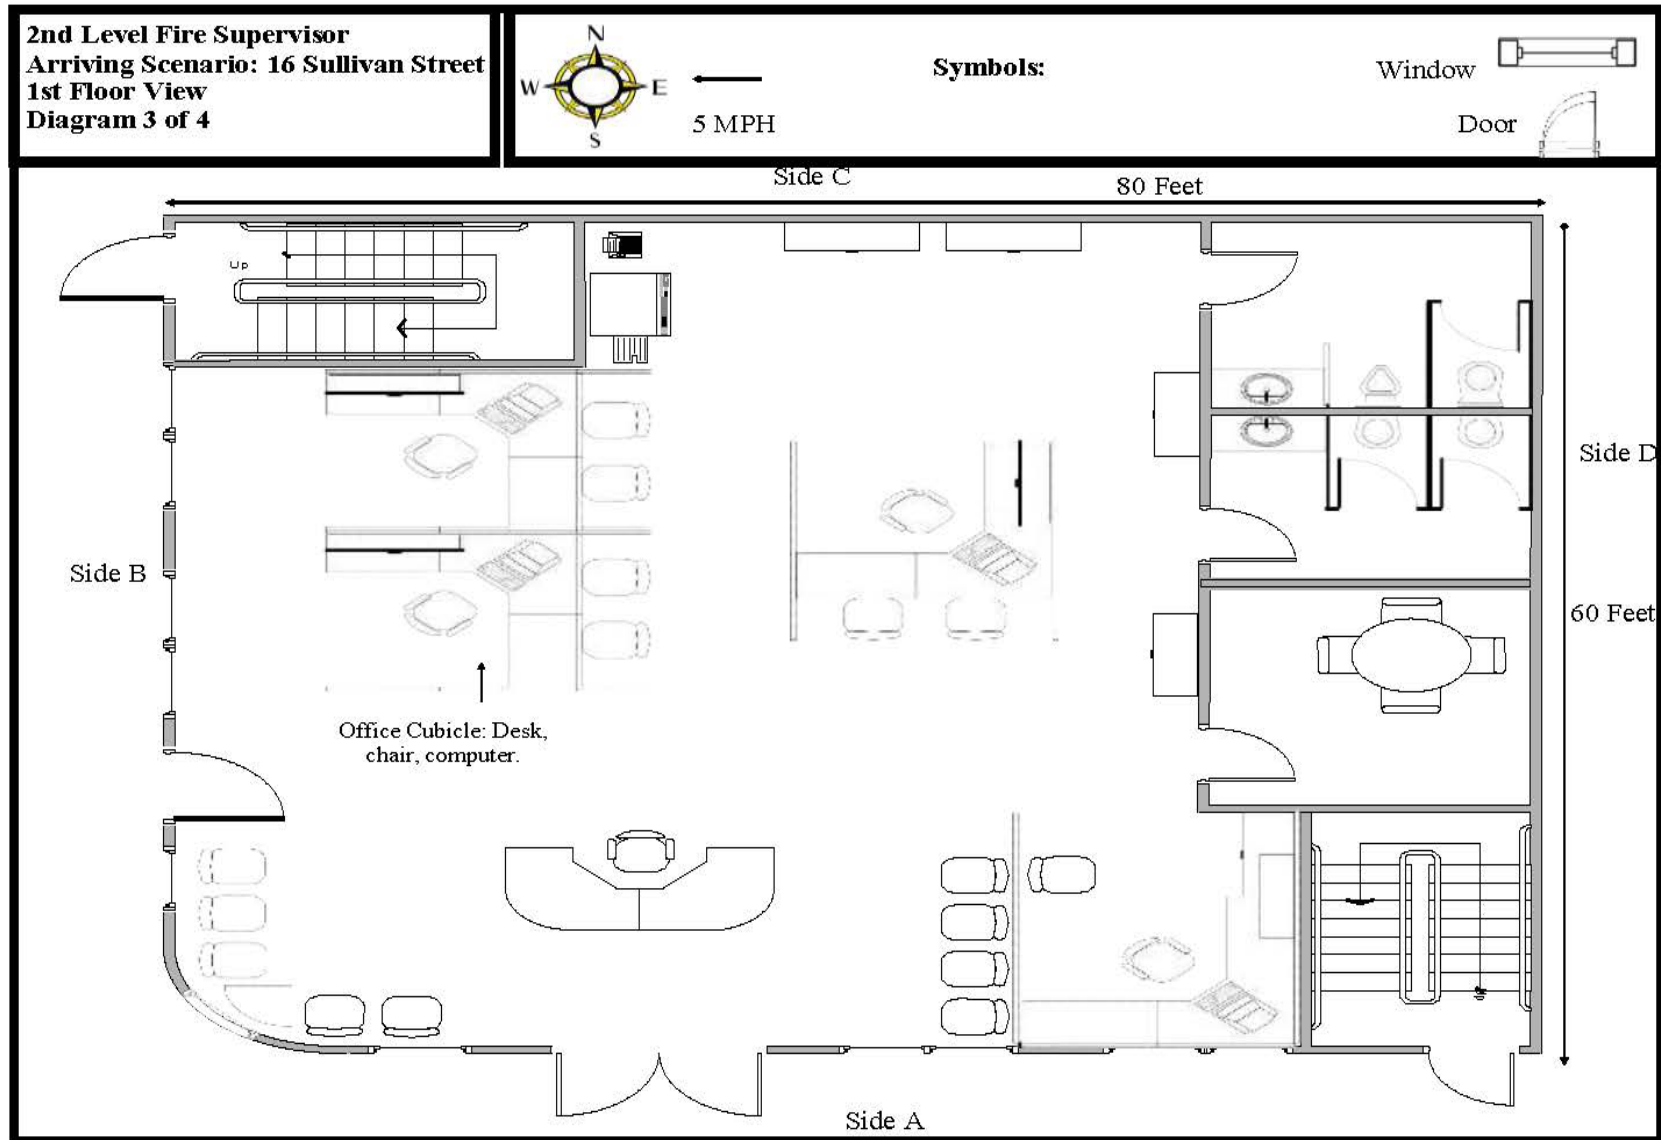 2nd Level Fire Supervisor
Arriving Scenario: 16 Sullivan Street
1st Floor View
Diagram 3 of 4
N
W
E
S
5 MPH
Symbols:
Window
Door
Side C
80 Feet
Up
Side D
Side B
60 Feet
Office Cubicle: Desk,
chair, computer.
Side A